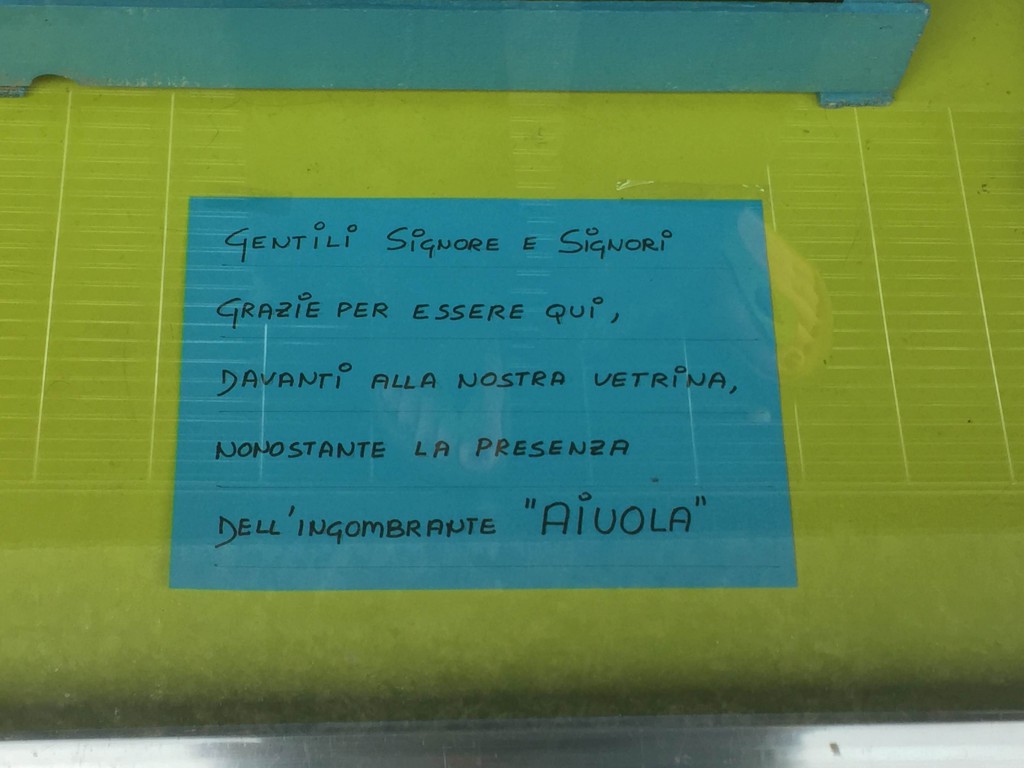 GENTILI SIGNORE E SIGNORI
GRAZIE PER ESSERE QUI,
DAVANTI ALLA NOSTRA VETRINA,
NONOSTANTE LA PRESENZA
DELL'INGOMBRANTE "AIUOLA"